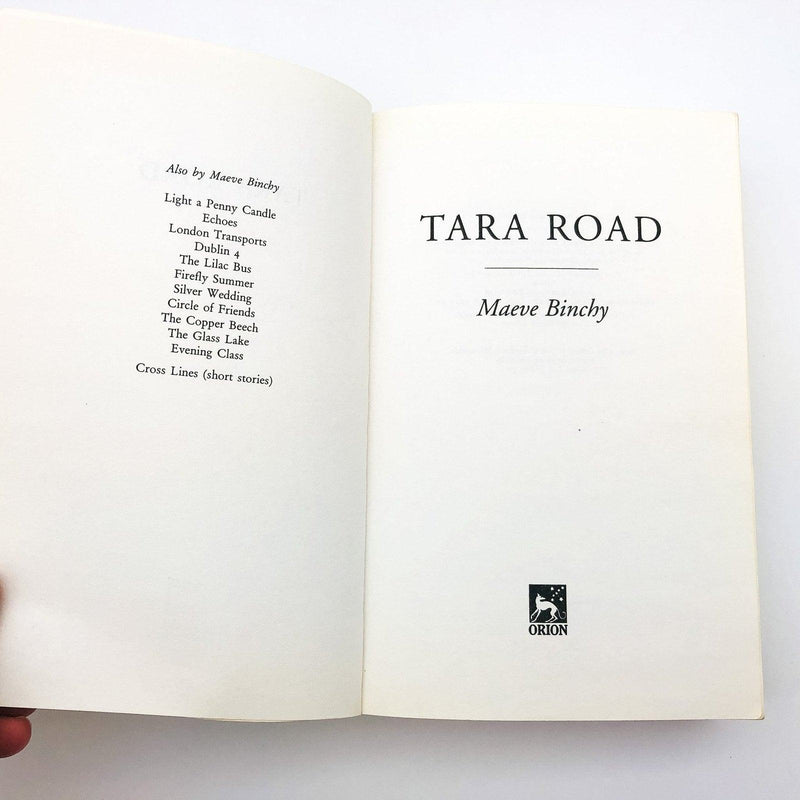 Also by Maeve Binchy
Light a Penny Candle
Echoes
London Transports
Dublin 4
The Lilac Bus
Firefly Summer
Silver Wedding
Circle of Friends
The Copper Beech
The Glass Lake
Evening Class
Cross Lines (short stories)
TARA ROAD
Maeve Binchy
ORION